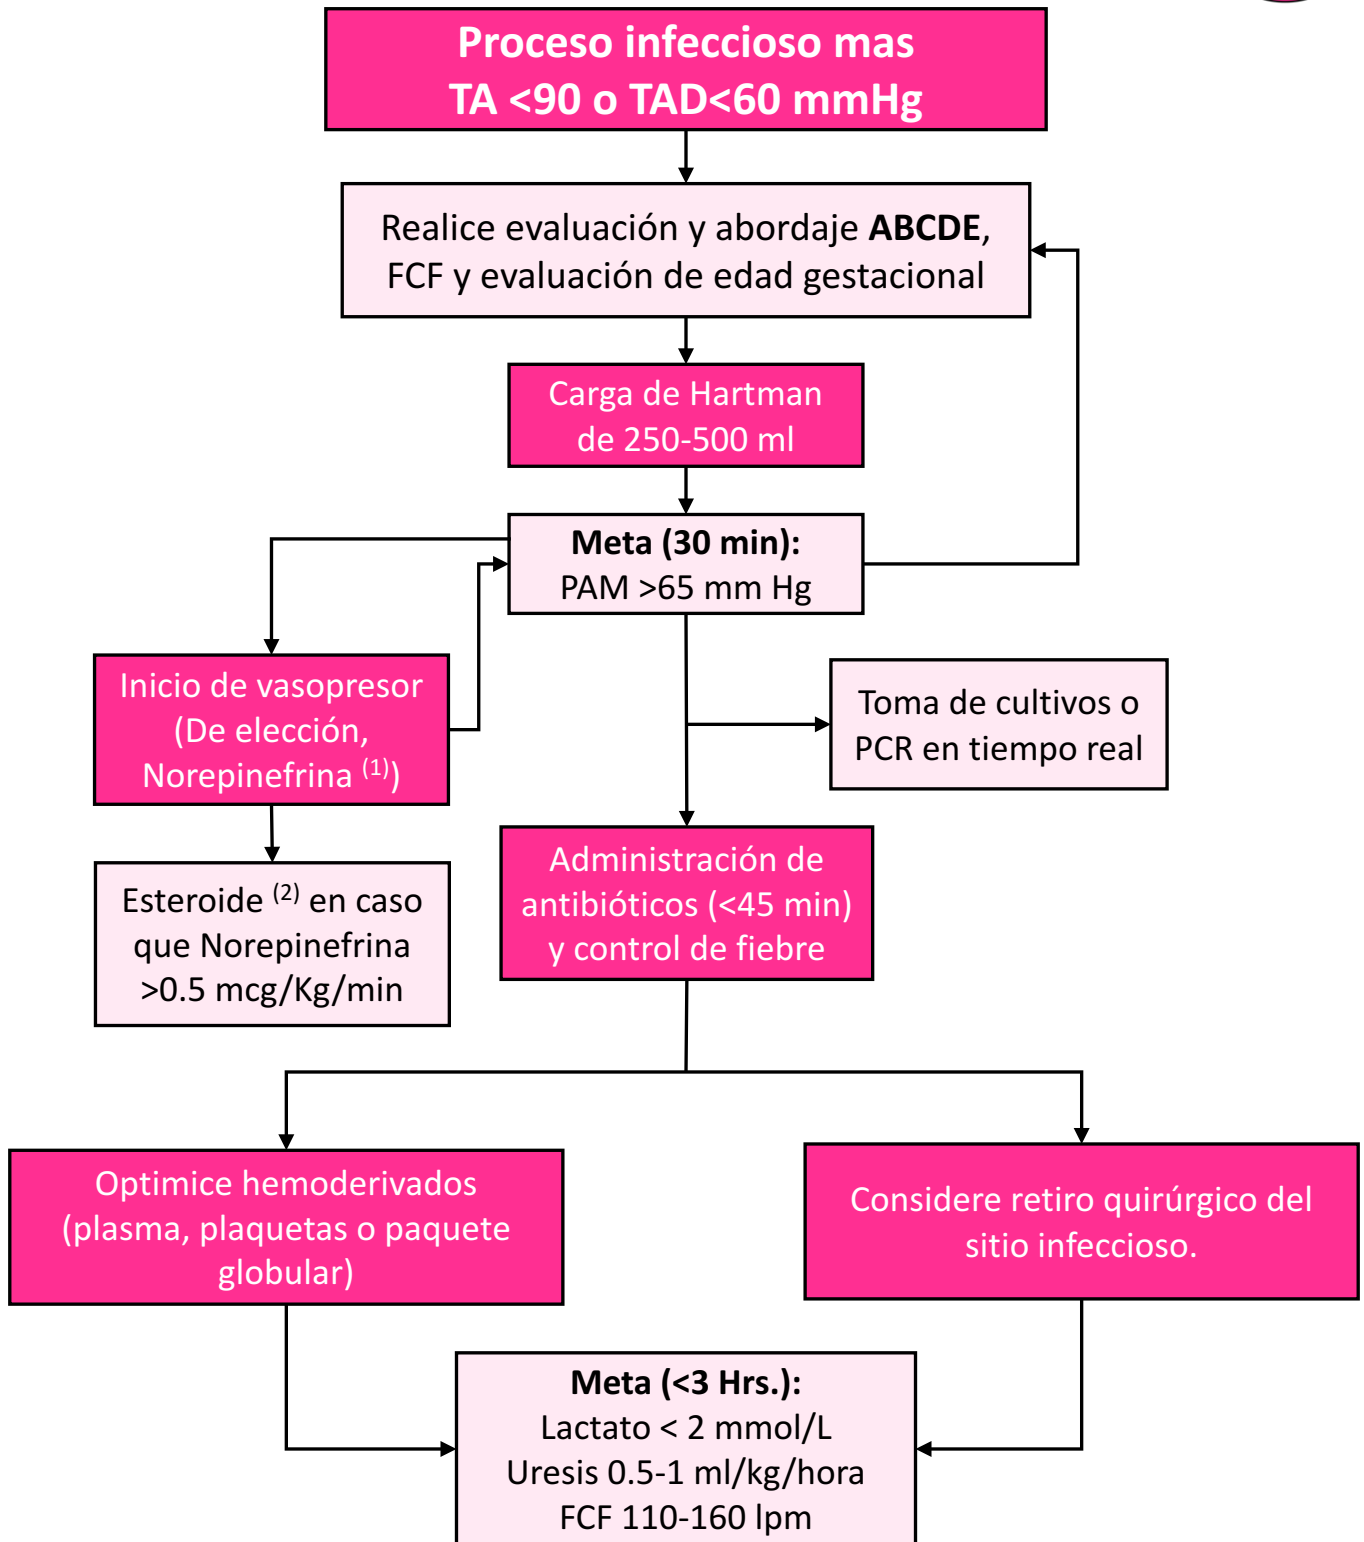 Proceso infeccioso mas
TA <90 o TAD<60 mmHg
Realice evaluación y abordaje ABCDE,
FCF y evaluación de edad gestacional
Carga de Hartman
de 250-500 ml
Meta (30 min):
PAM >65 mm Hg
Inicio de vasopresor
(De elección,
Norepinefrina (1))
Toma de cultivos o
PCR en tiempo real
Esteroide (2) en caso
que Norepinefrina
>0.5 mcg/Kg/min
Administración de
antibióticos (<45 min)
y control de fiebre
Optimice hemoderivados
(plasma, plaquetas o paquete
globular)
Considere retiro quirúrgico del
sitio infeccioso.
Meta (<3 Hrs.):
Lactato < 2 mmol/L
Uresis 0.5-1 ml/kg/hora
FCF 110-160 lpm